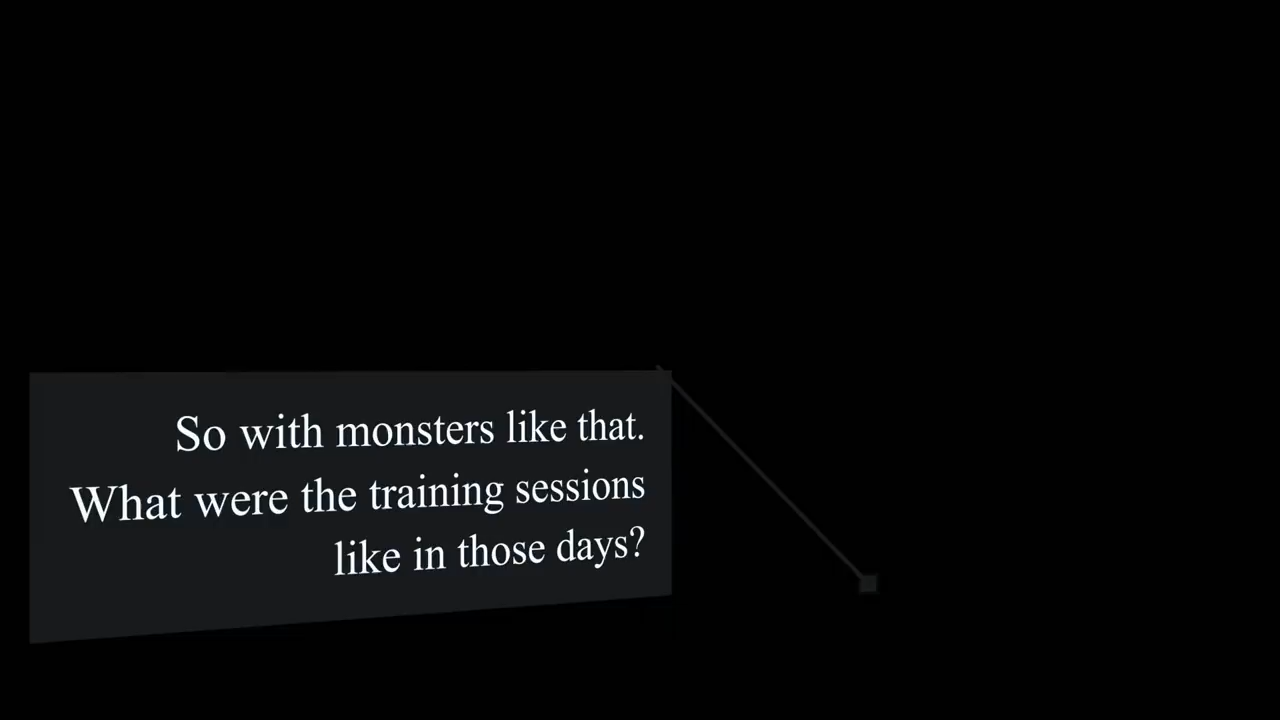 So with monsters like that.
What were the training sessions
like in those days?